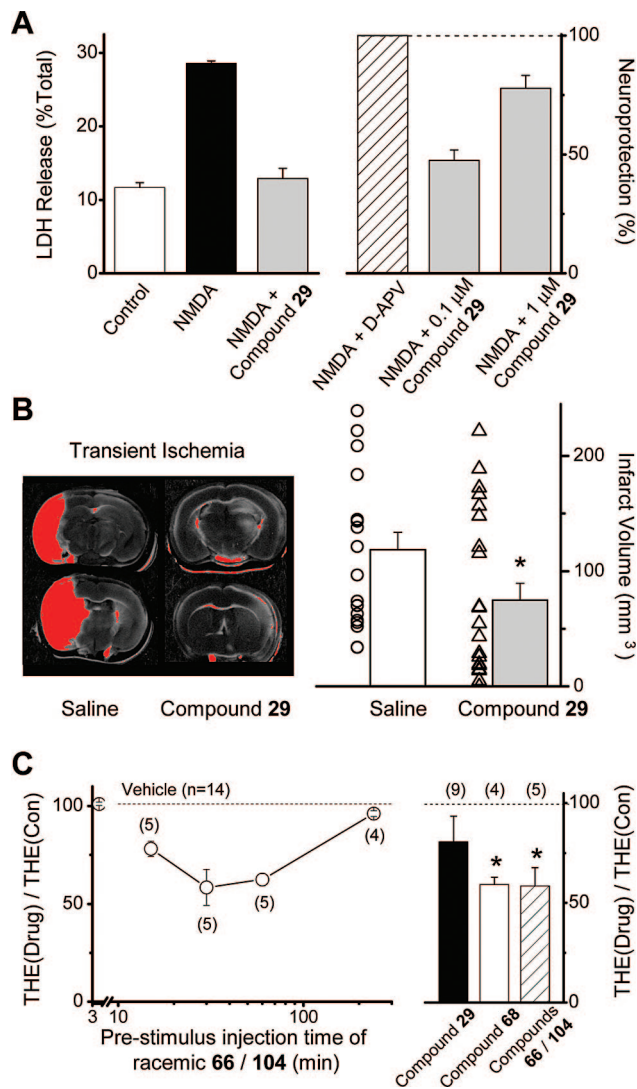 A
LDH Release (%Total)
30
20
10
0
Control
NMDA
NMDA +
Compound 29
100
50
0
Neuroprotection
(%)
NMDA + D-APV
NMDA + 0.1 µM
Compound 29
NMDA + 1 µM
Compound 29
B
Transient Ischemia
Saline
Compound 29
200
100
0
Infarct Volume (mm3)
*
Saline
Compound 29
C
THE(Drug) / THE(Con)
100
50
0
Vehicle (n=14)
(5)
(5)
(5)
(4)
3
10
100
Pre-stimulus injection time of
racemic 66 / 104 (min)
(9)
(4)
(5)
*
*
100
50
0
THE(Drug) / THE(Con)
Compound 29
Compound 68
Compounds
66 / 104